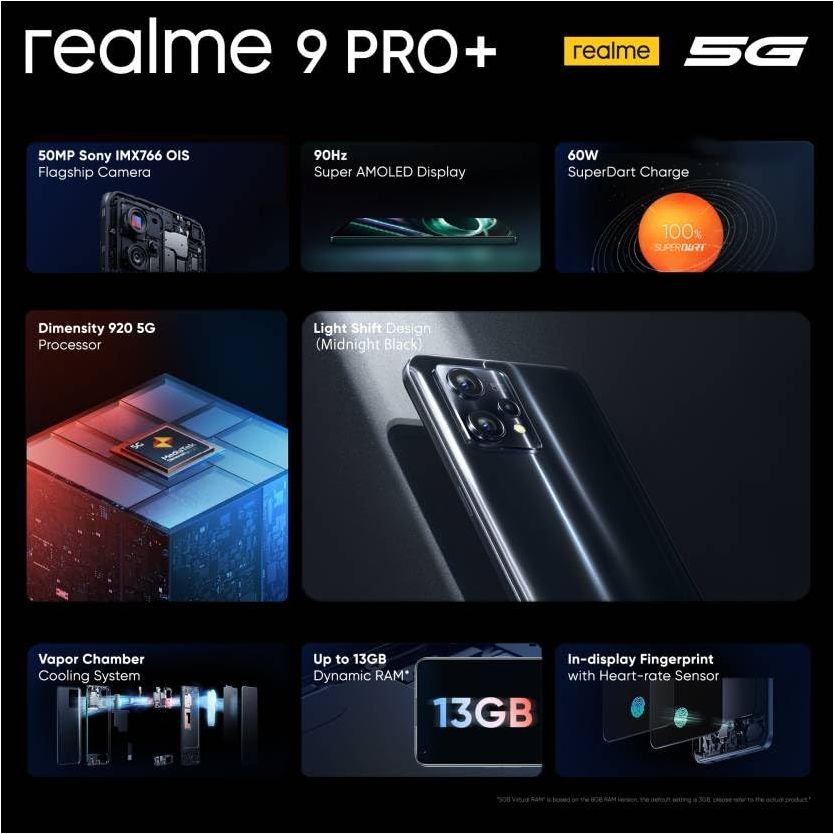 realme 9 PRO+
realme 5G
50MP Sony IMX766 OIS
Flagship Camera
90Hz
Super AMOLED Display
60W
SuperDart Charge
100%
SUPERDART
Dimensity 920 5G
Processor
5G
MediaTek
Light Shift Design
(Midnight Black)
Vapor Chamber
Cooling System
Up to 13GB
Dynamic RAM*
13GB
In-display Fingerprint
with Heart-rate Sensor
*5GB Virtual RAM* is based on the 8GB RAM version, the default setting is 3GB, please refer to the actual product.*